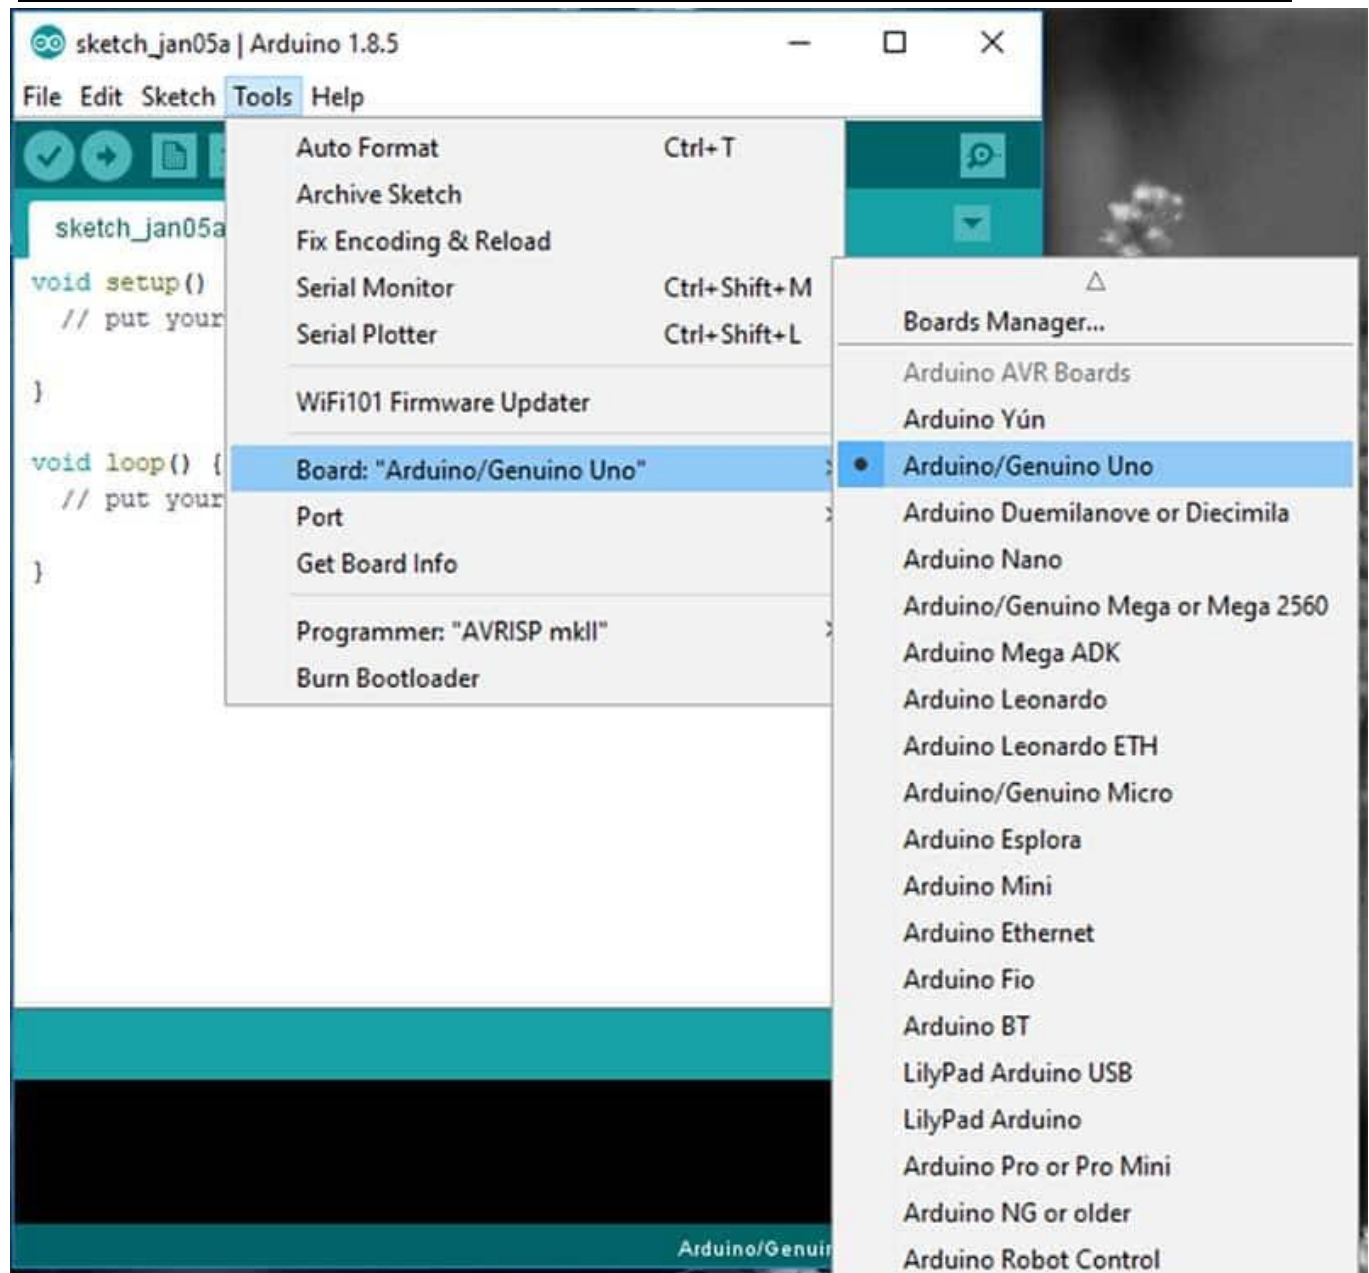 sketch_jan05a | Arduino 1.8.5
File Edit Sketch Tools Help
sketch_jan05a
void setup()
// put your
}
void loop() {
// put your
}
Auto Format Ctrl+T
Archive Sketch
Fix Encoding & Reload
Serial Monitor Ctrl+Shift+M
Serial Plotter Ctrl+Shift+L
WiFi101 Firmware Updater
Board: "Arduino/Genuino Uno"
Port
Get Board Info
Programmer: "AVRISP mkII"
Burn Bootloader
Boards Manager...
Arduino AVR Boards
Arduino Yún
Arduino/Genuino Uno
Arduino Duemilanove or Diecimila
Arduino Nano
Arduino/Genuino Mega or Mega 2560
Arduino Mega ADK
Arduino Leonardo
Arduino Leonardo ETH
Arduino/Genuino Micro
Arduino Esplora
Arduino Mini
Arduino Ethernet
Arduino Fio
Arduino BT
LilyPad Arduino USB
LilyPad Arduino
Arduino Pro or Pro Mini
Arduino NG or older
Arduino Robot Control
Arduino/Genuin